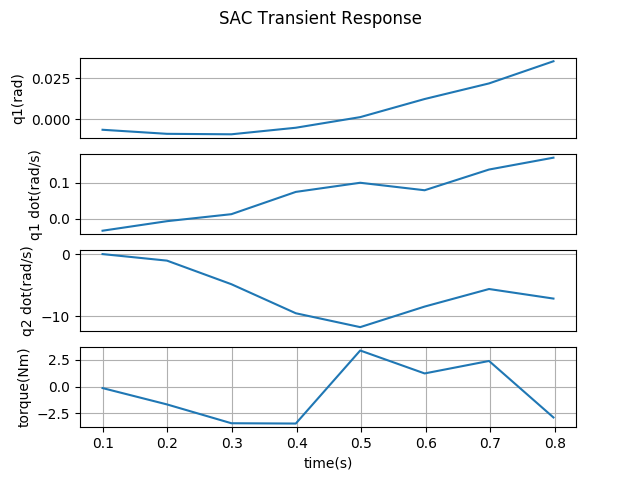 SAC Transient Response
q1(rad)
0.025
0.000
q1 dot(rad/s)
0.1
0.0
q2 dot(rad/s)
0
−10
torque(Nm)
2.5
0.0
−2.5
0.1 0.2 0.3 0.4 0.5 0.6 0.7 0.8
time(s)